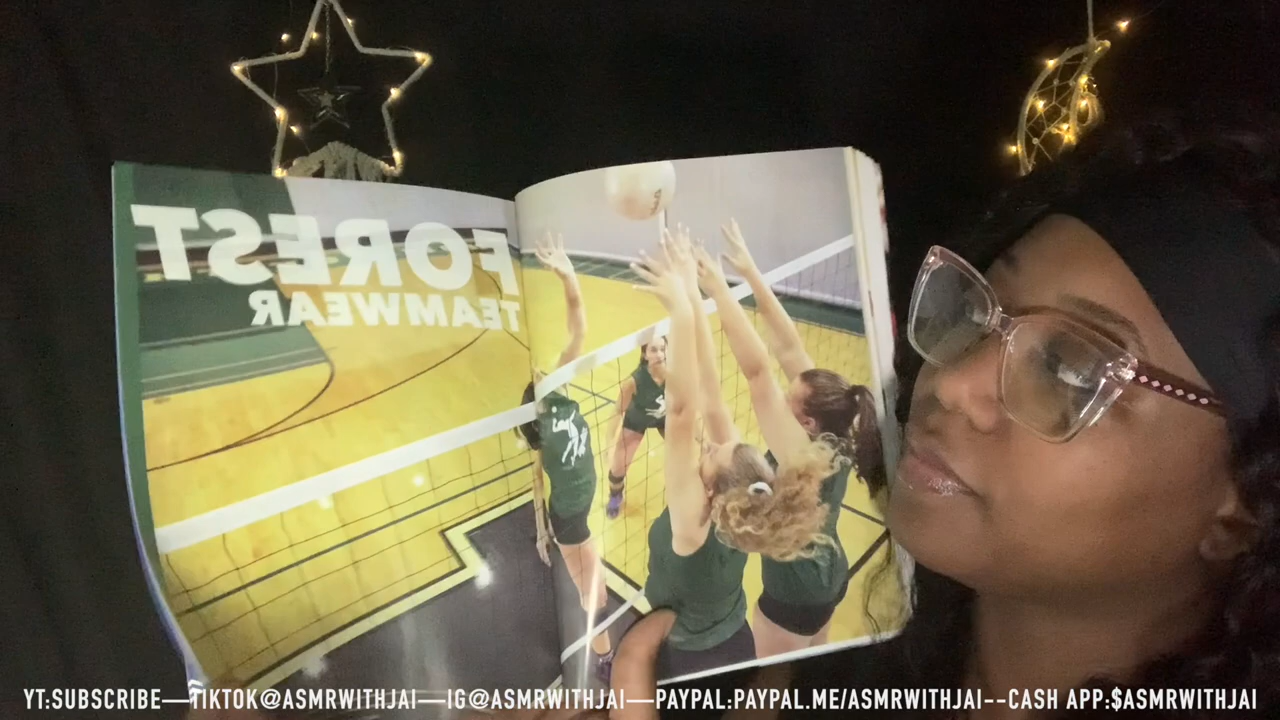 FOREST
TEAMWEAR
YT:SUBSCRIBE—TIKTOK@ASMRWITHJAI—IG@ASMRWITHJAI—PAYPAL:PAYPAL.ME/ASMRWITHJAI--CASH APP:$ASMRWITHJAI